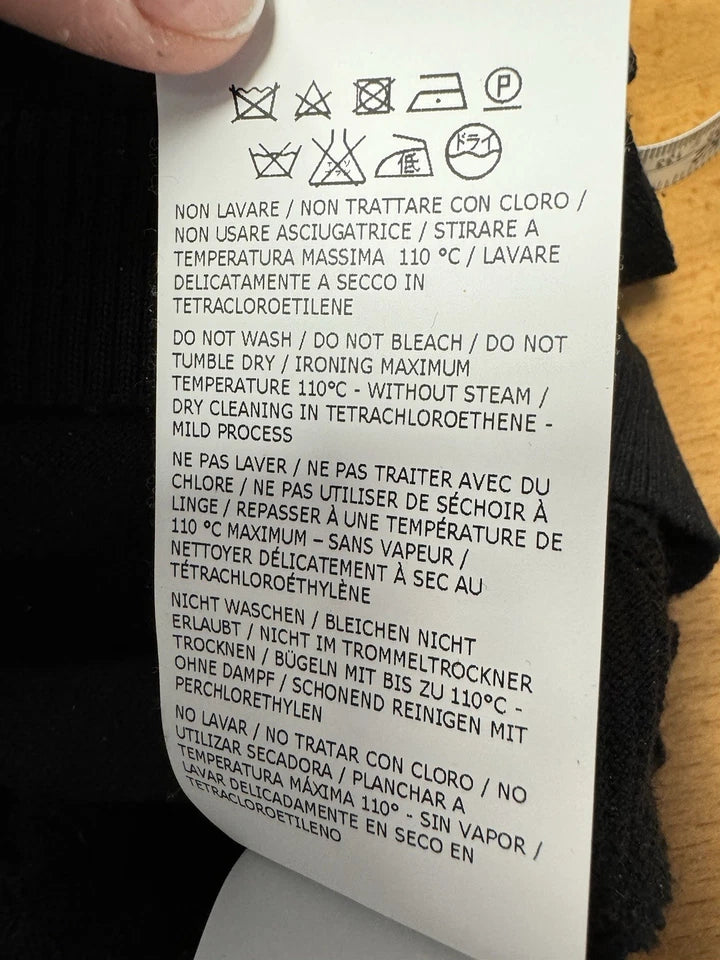 P
エンソ
低
ドライ
NON LAVARE / NON TRATTARE CON CLORO /
NON USARE ASCIUGATRICE / STIRARE A
TEMPERATURA MASSIMA 110 °C / LAVARE
DELICATAMENTE A SECCO IN
TETRACLOROETILENE
DO NOT WASH / DO NOT BLEACH / DO NOT
TUMBLE DRY / IRONING MAXIMUM
TEMPERATURE 110°C - WITHOUT STEAM /
DRY CLEANING IN TETRACHLOROETHENE -
MILD PROCESS
NE PAS LAVER / NE PAS TRAITER AVEC DU
CHLORE / NE PAS UTILISER DE SÉCHOIR À
LINGE / REPASSER À UNE TEMPÉRATURE DE
110 °C MAXIMUM – SANS VAPEUR /
NETTOYER DÉLICATEMENT À SEC AU
TÉTRACHLOROÉTHYLÈNE
NICHT WASCHEN / BLEICHEN NICHT
ERLAUBT / NICHT IM TROMMELTROCKNER
TROCKNEN / BÜGELN MIT BIS ZU 110°C -
OHNE DAMPF / SCHONEND REINIGEN MIT
PERCHLORETHYLEN
NO LAVAR / NO TRATAR CON CLORO / NO
UTILIZAR SECADORA / PLANCHAR A
TEMPERATURA MÁXIMA 110° - SIN VAPOR /
LAVAR DELICADAMENTE EN SECO EN
TETRACLOROETILENO